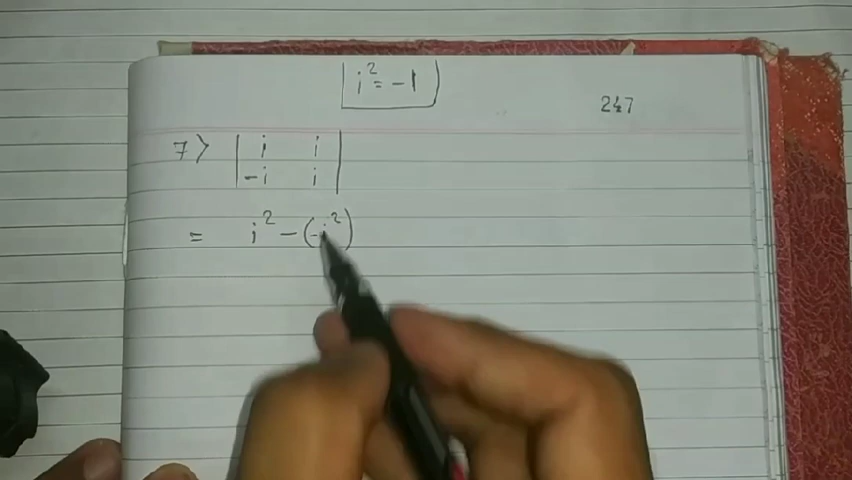 i² = -1
247
7> | i i |
| -i i |
= i² - (-i²)